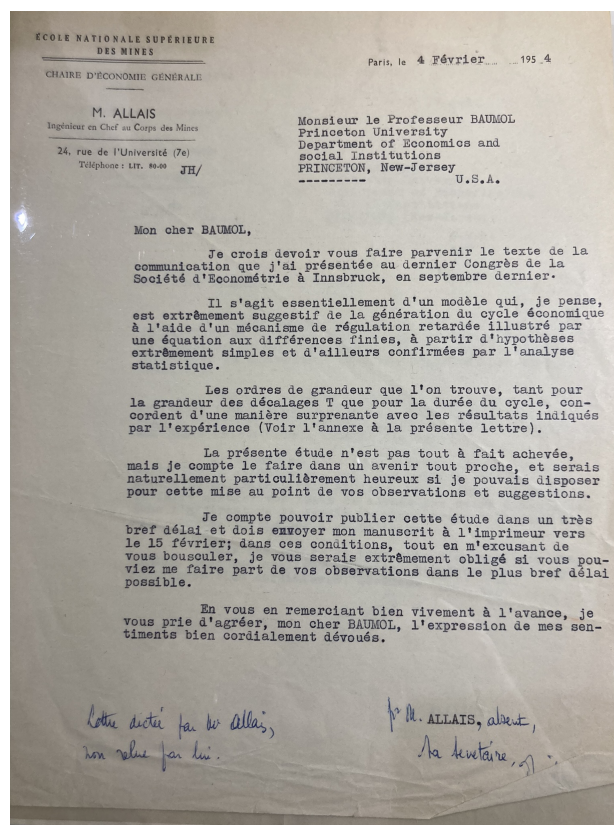 ÉCOLE NATIONALE SUPÉRIEURE
DES MINES
CHAIRE D'ÉCONOMIE GÉNÉRALE
M. ALLAIS
Ingénieur en Chef au Corps des Mines
24, rue de l'Université (7e)
Téléphone : LIT. 80-00 JH/
Paris, le 4 Février 195 4
Monsieur le Professeur BAUMOL
Princeton University
Department of Economics and
social Institutions
PRINCETON, New-Jersey
--------- U.S.A.
Mon cher BAUMOL,
Je crois devoir vous faire parvenir le texte de la
communication que j'ai présentée au dernier Congrès de la
Société d'Econométrie à Innsbruck, en septembre dernier.
Il s'agit essentiellement d'un modèle qui, je pense,
est extrêmement suggestif de la génération du cycle économique
à l'aide d'un mécanisme de régulation retardée illustré par
une équation aux différences finies, à partir d'hypothèses
extrêmement simples et d'ailleurs confirmées par l'analyse
statistique.
Les ordres de grandeur que l'on trouve, tant pour
la grandeur des décalages T que pour la durée du cycle, con-
cordent d'une manière surprenante avec les résultats indiqués
par l'expérience (Voir l'annexe à la présente lettre).
La présente étude n'est pas tout à fait achevée,
mais je compte le faire dans un avenir tout proche, et serais
naturellement particulièrement heureux si je pouvais disposer
pour cette mise au point de vos observations et suggestions.
Je compte pouvoir publier cette étude dans un très
bref délai et dois envoyer mon manuscrit à l'imprimeur vers
le 15 février; dans ces conditions, tout en m'excusant de
vous bousculer, je vous serais extrêmement obligé si vous pou-
viez me faire part de vos observations dans le plus bref délai
possible.
En vous en remerciant bien vivement à l'avance, je
vous prie d'agréer, mon cher BAUMOL, l'expression de mes sen-
timents bien cordialement dévoués.
Lettre dictée par Mr Allais,
non relue par lui.
pr M. ALLAIS, absent,
Sa secrétaire,